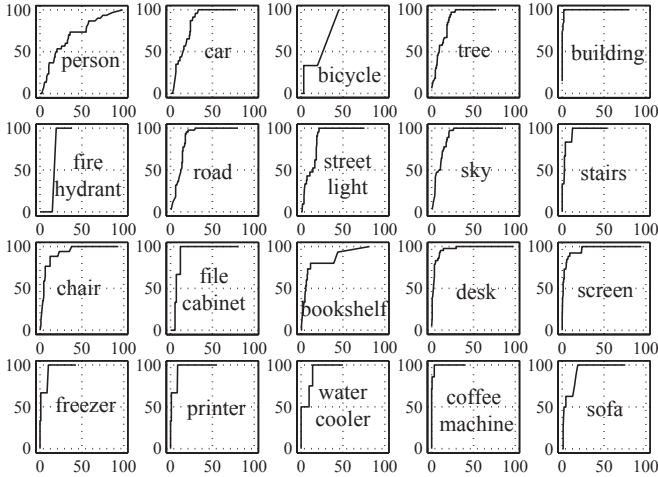 100 100 100 100 100
50 person 50 car 50 bicycle 50 tree 50 building
0 0 0 0 0
0 50 100 0 50 100 0 50 100 0 50 100 0 50 100
100 100 100 100 100
50 fire 50 road 50 street 50 sky 50 stairs
hydrant light
0 0 0 0 0
0 50 100 0 50 100 0 50 100 0 50 100 0 50 100
100 100 100 100 100
50 chair 50 file 50 bookshelf 50 desk 50 screen
cabinet
0 0 0 0 0
0 50 100 0 50 100 0 50 100 0 50 100 0 50 100
100 100 100 100 100
50 freezer 50 printer 50 water 50 coffee 50 sofa
cooler machine
0 0 0 0 0
0 50 100 0 50 100 0 50 100 0 50 100 0 50 100